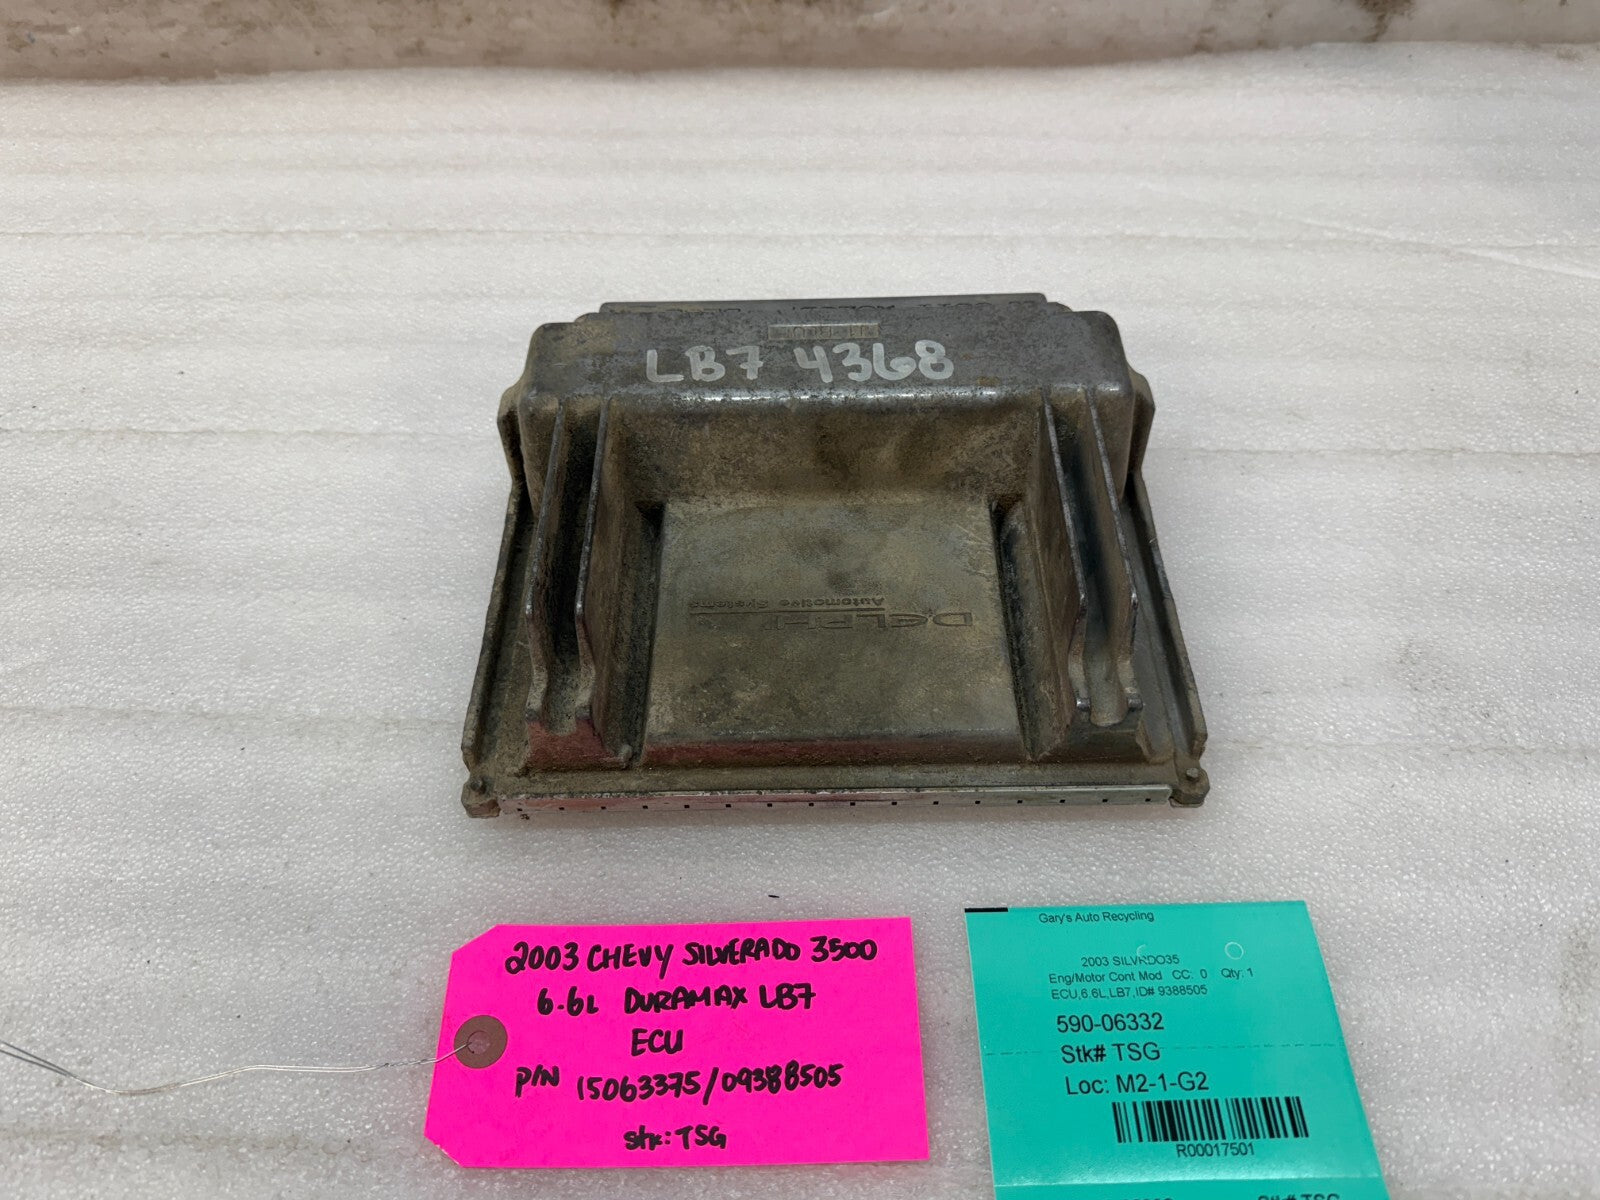 LB7 4368
DELPHI
Automotive Systems
2003 CHEVY SILVERADO 3500
6.6L DURAMAX LB7
ECU
P/N 15063375/09388505
Stk: TSG
Gary's Auto Recycling
2003 SILVRDO35
Eng/Motor Cont Mod CC: 0 Qty: 1
ECU,6.6L,LB7,ID# 9388505
590-06332
Stk# TSG
Loc: M2-1-G2
R00017501
Stk# TSG